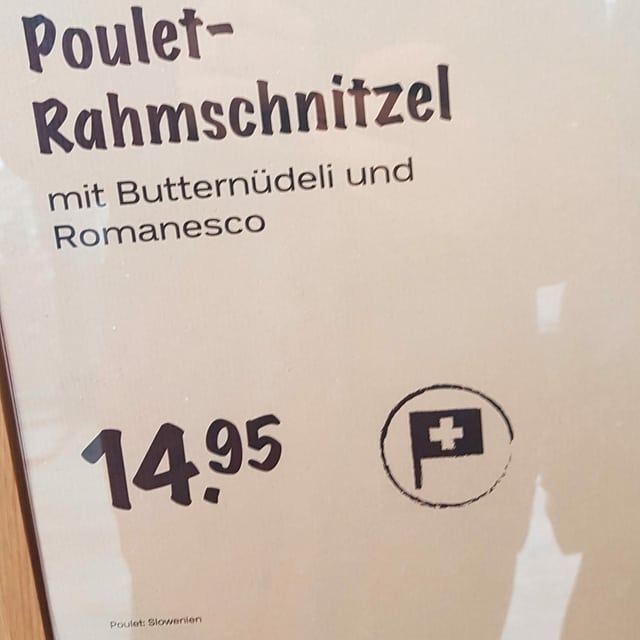 Poulet-
Rahmschnitzel
mit Butternüdeli und
Romanesco
14.95
Poulet: Slowenien